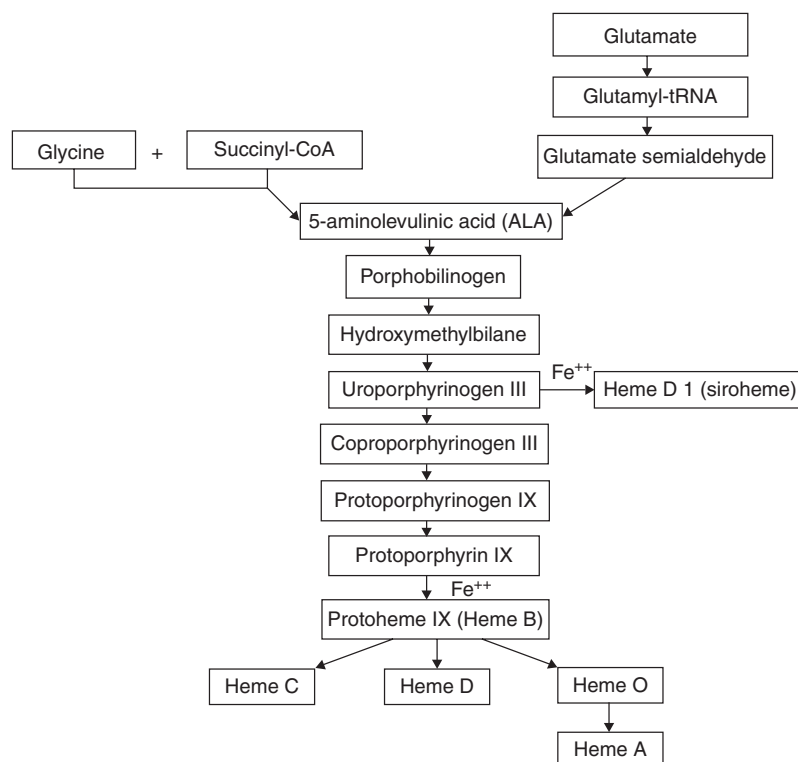 Glutamate
Glutamyl-tRNA
Glycine + Succinyl-CoA
Glutamate semialdehyde
5-aminolevulinic acid (ALA)
Porphobilinogen
Hydroxymethylbilane
Uroporphyrinogen III
Fe++
Heme D 1 (siroheme)
Coproporphyrinogen III
Protoporphyrinogen IX
Protoporphyrin IX
Fe++
Protoheme IX (Heme B)
Heme C
Heme D
Heme O
Heme A